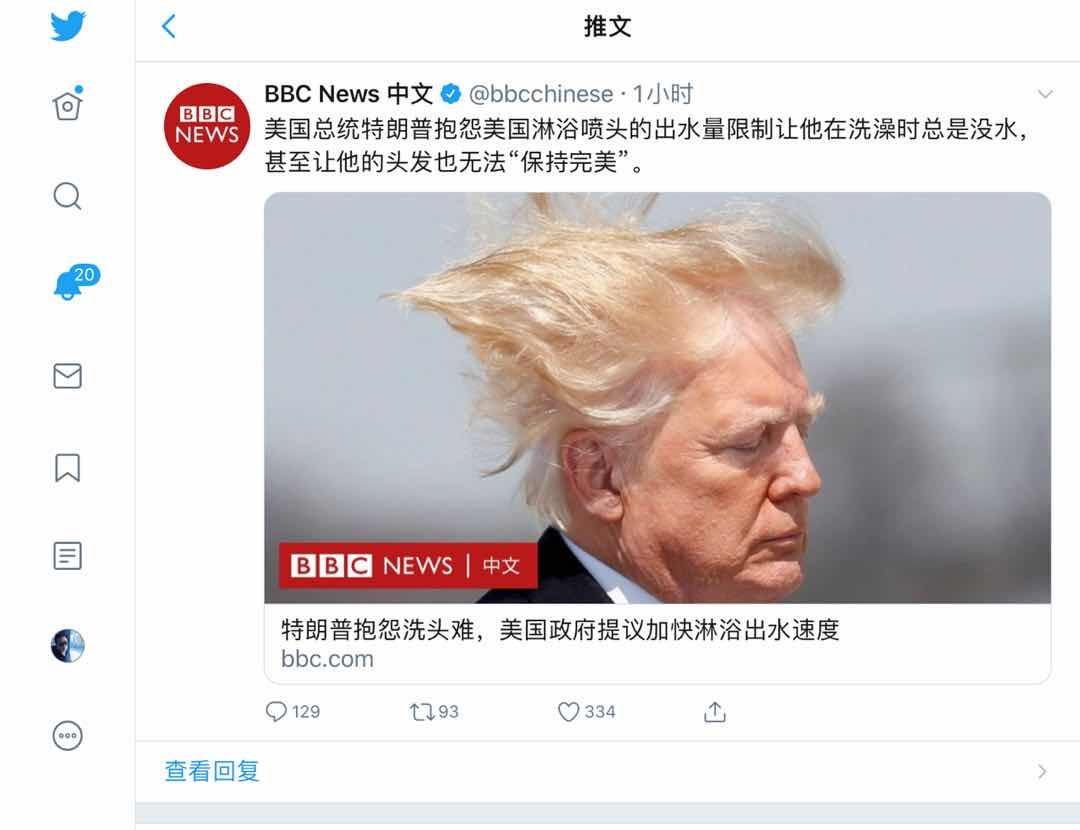 推文
BBC NEWS
BBC News 中文 @bbcchinese · 1小时
美国总统特朗普抱怨美国淋浴喷头的出水量限制让他在洗澡时总是没水，
甚至让他的头发也无法“保持完美”。
20
BBC NEWS | 中文
特朗普抱怨洗头难，美国政府提议加快淋浴出水速度
bbc.com
129 93 334
查看回复